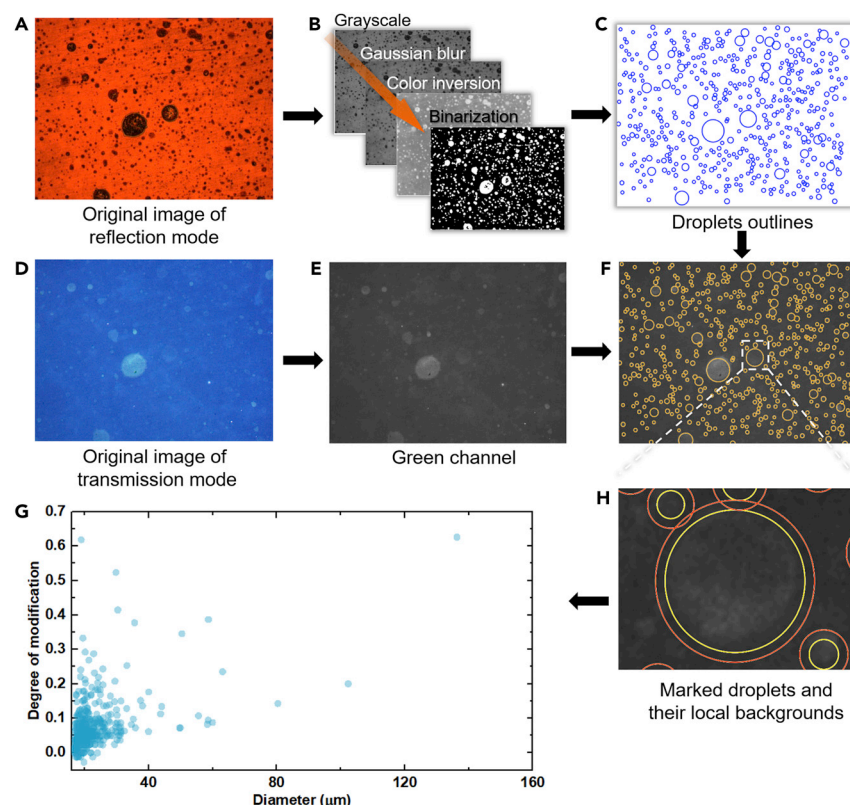 A
B
Grayscale
Gaussian blur
Color inversion
Binarization
C
Original image of
reflection mode
Droplets outlines
D
E
F
Original image of
transmission mode
Green channel
G
0.7
0.6
0.5
0.4
0.3
0.2
0.1
0.0
Degree of modification
40
80
120
160
Diameter (μm)
H
Marked droplets and
their local backgrounds